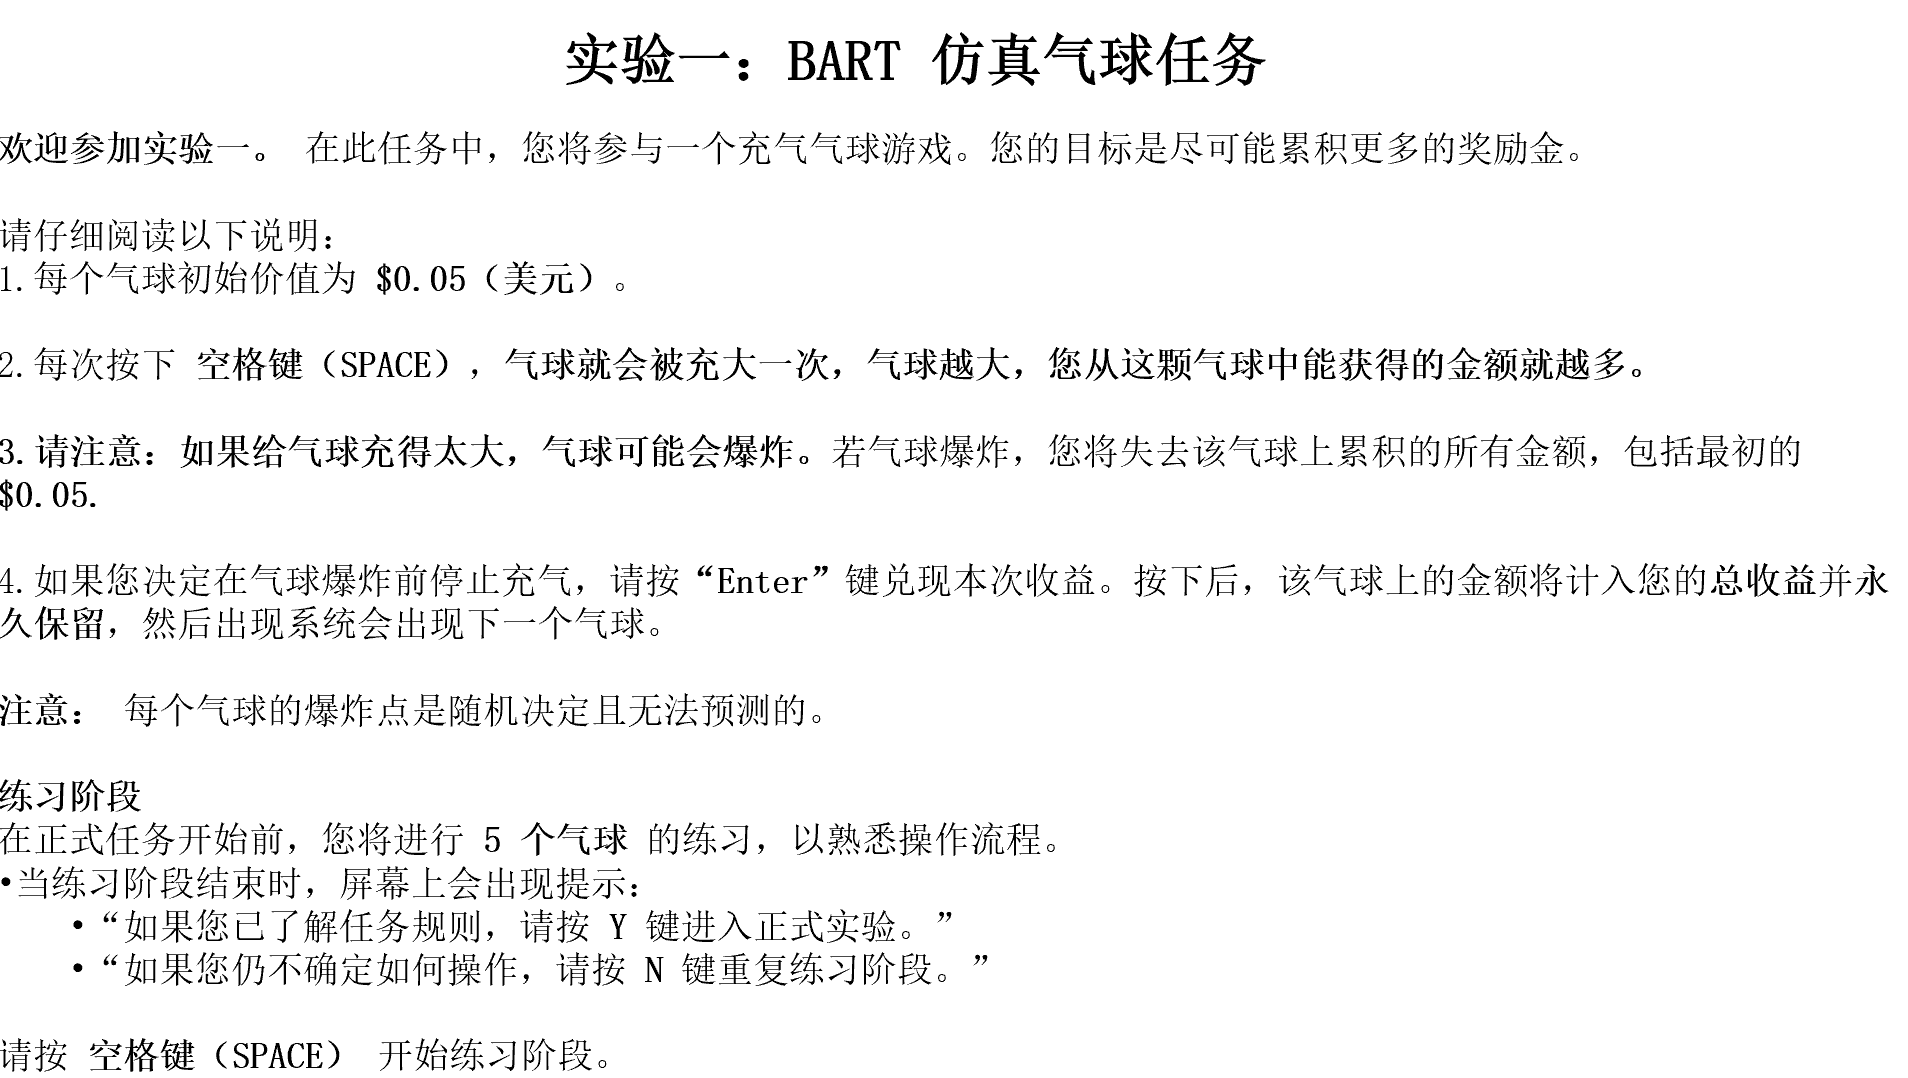 实验一：BART 仿真气球任务
欢迎参加实验一。 在此任务中，您将参与一个充气气球游戏。您的目标是尽可能累积更多的奖励金。
请仔细阅读以下说明：
1.每个气球初始价值为 $0.05（美元）。
2.每次按下 空格键（SPACE），气球就会被充大一次，气球越大，您从这颗气球中能获得的金额就越多。
3.请注意：如果给气球充得太大，气球可能会爆炸。若气球爆炸，您将失去该气球上累积的所有金额，包括最初的
$0.05.
4.如果您决定在气球爆炸前停止充气，请按“Enter”键兑现本次收益。按下后，该气球上的金额将计入您的总收益并永
久保留，然后出现系统会出现下一个气球。
注意： 每个气球的爆炸点是随机决定且无法预测的。
练习阶段
在正式任务开始前，您将进行 5 个气球 的练习，以熟悉操作流程。
•当练习阶段结束时，屏幕上会出现提示：
•“如果您已了解任务规则，请按 Y 键进入正式实验。”
•“如果您仍不确定如何操作，请按 N 键重复练习阶段。”
请按 空格键（SPACE） 开始练习阶段。